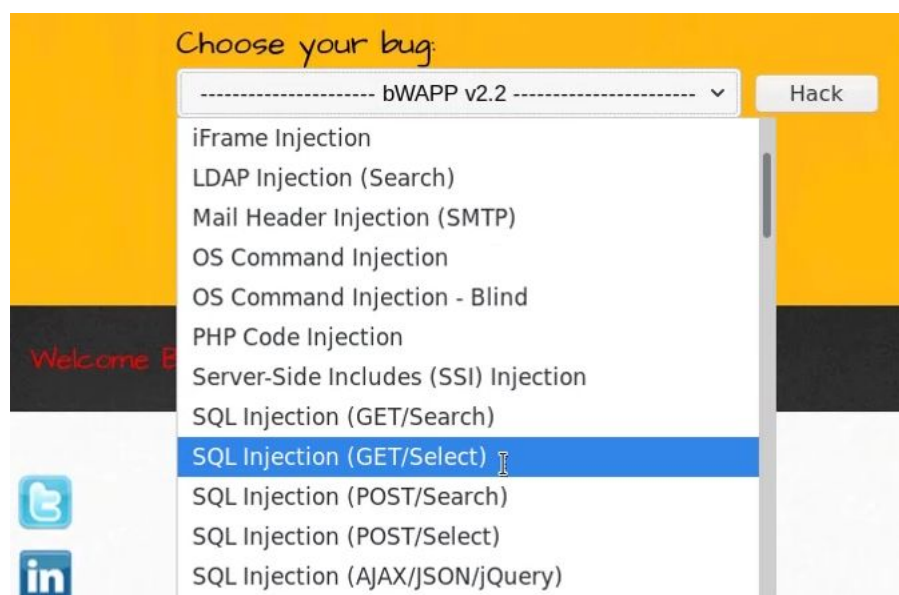 Choose your bug:
---------------------- bWAPP v2.2 ----------------------- Hack
iFrame Injection
LDAP Injection (Search)
Mail Header Injection (SMTP)
OS Command Injection
OS Command Injection - Blind
PHP Code Injection
Welcome B
Server-Side Includes (SSI) Injection
SQL Injection (GET/Search)
SQL Injection (GET/Select)
SQL Injection (POST/Search)
SQL Injection (POST/Select)
in
SQL Injection (AJAX/JSON/jQuery)